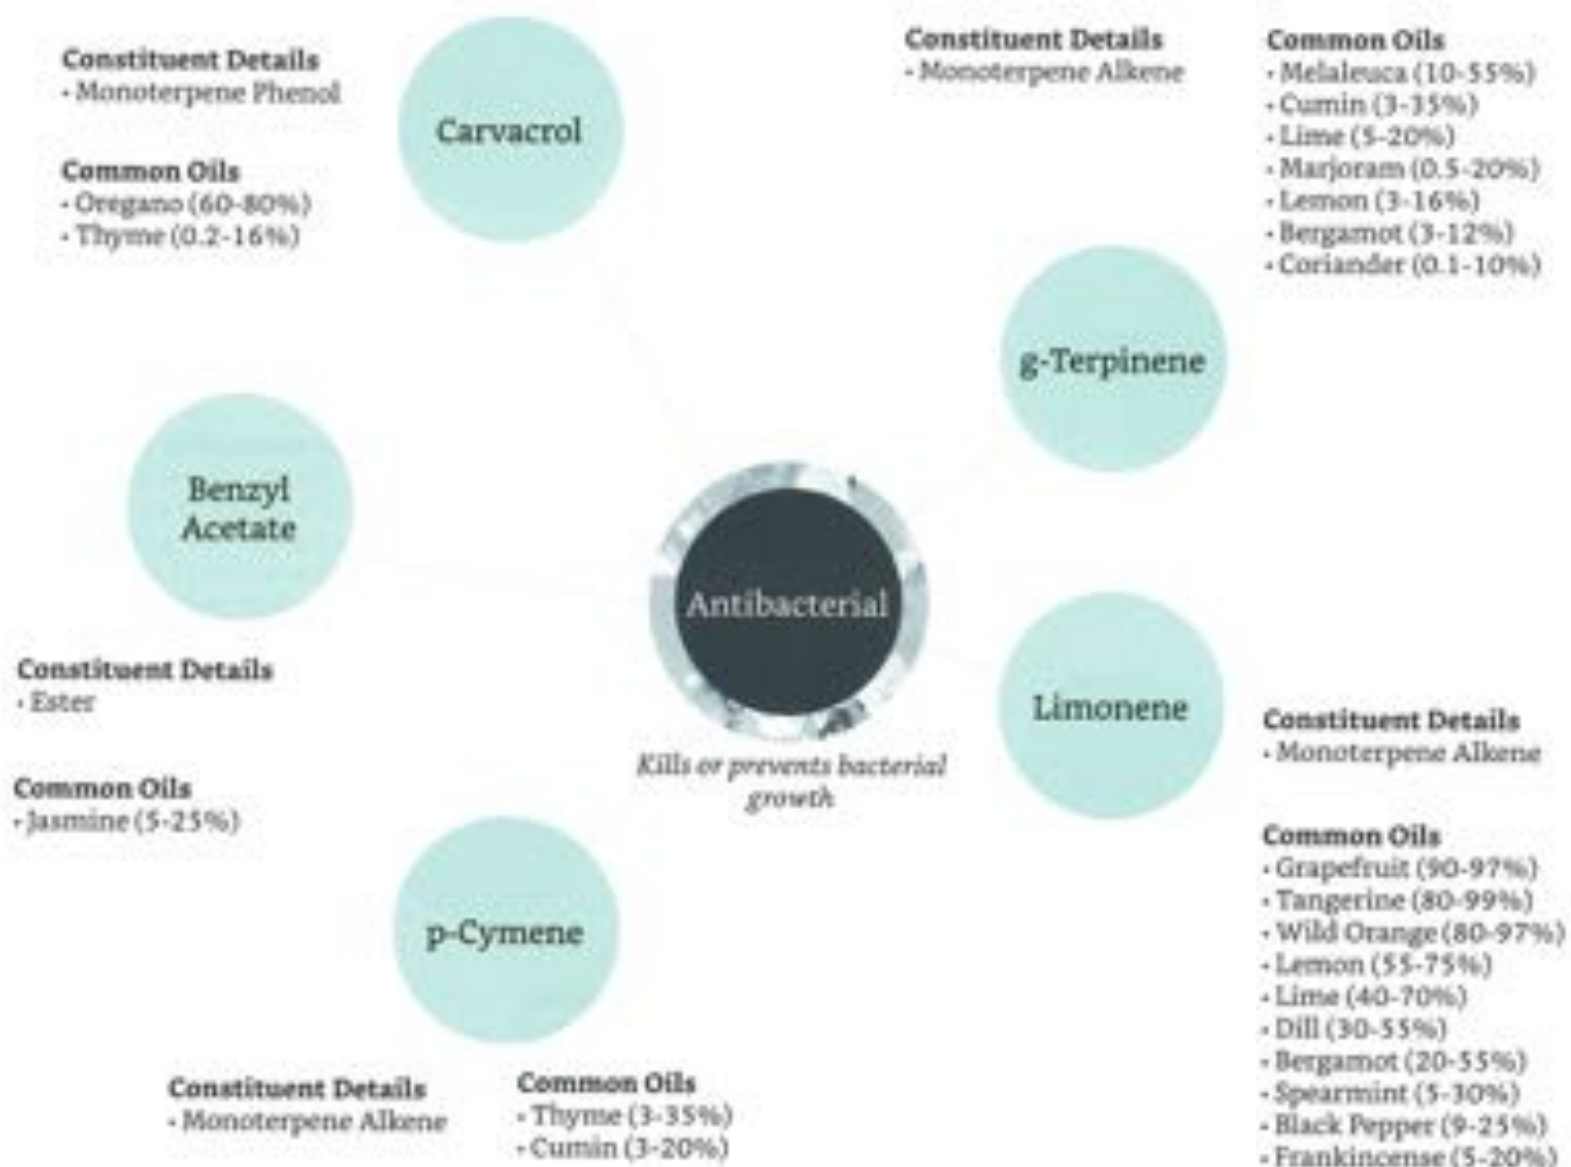 Constituent Details
• Monoterpene Phenol
Common Oils
• Oregano (60-80%)
• Thyme (0.2-16%)
Carvacrol
Constituent Details
• Monoterpene Alkene
Common Oils
• Melaleuca (10-55%)
• Cumin (3-35%)
• Lime (5-20%)
• Marjoram (0.5-20%)
• Lemon (3-16%)
• Bergamot (3-12%)
• Coriander (0.1-10%)
g-Terpinene
Benzyl
Acetate
Constituent Details
• Ester
Common Oils
• Jasmine (5-25%)
Antibacterial
Kills or prevents bacterial
growth
Limonene
Constituent Details
• Monoterpene Alkene
Common Oils
• Grapefruit (90-97%)
• Tangerine (80-99%)
• Wild Orange (80-97%)
• Lemon (55-75%)
• Lime (40-70%)
• Dill (30-55%)
• Bergamot (20-55%)
• Spearmint (5-30%)
• Black Pepper (9-25%)
• Frankincense (5-20%)
p-Cymene
Constituent Details
• Monoterpene Alkene
Common Oils
• Thyme (3-35%)
• Cumin (3-20%)